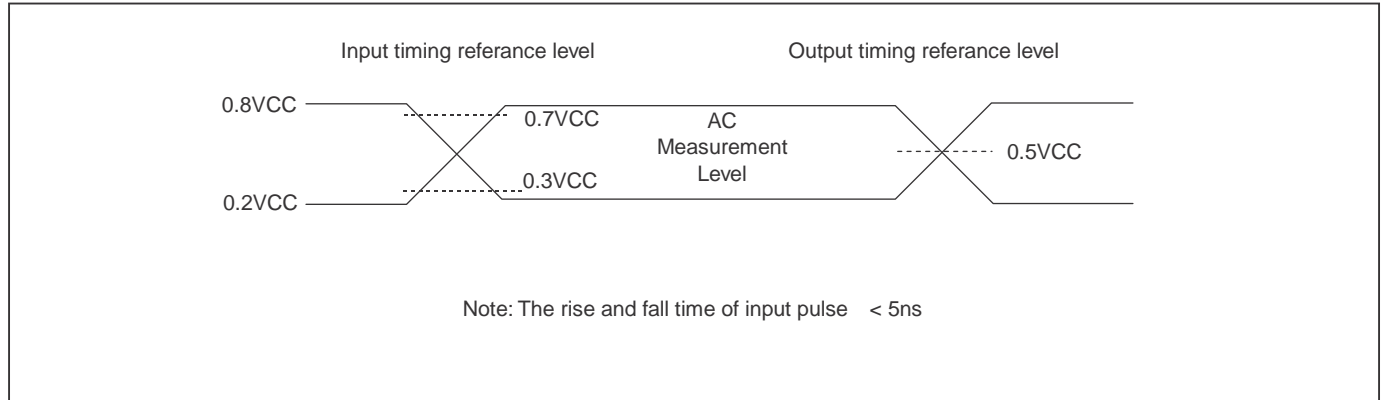 Input timing referance level
Output timing referance level
0.8VCC
0.7VCC
AC
Measurement
Level
0.5VCC
0.3VCC
0.2VCC
Note: The rise and fall time of input pulse < 5ns